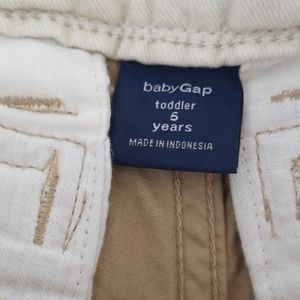 babyGap
toddler
5
years
MADE IN INDONESIA